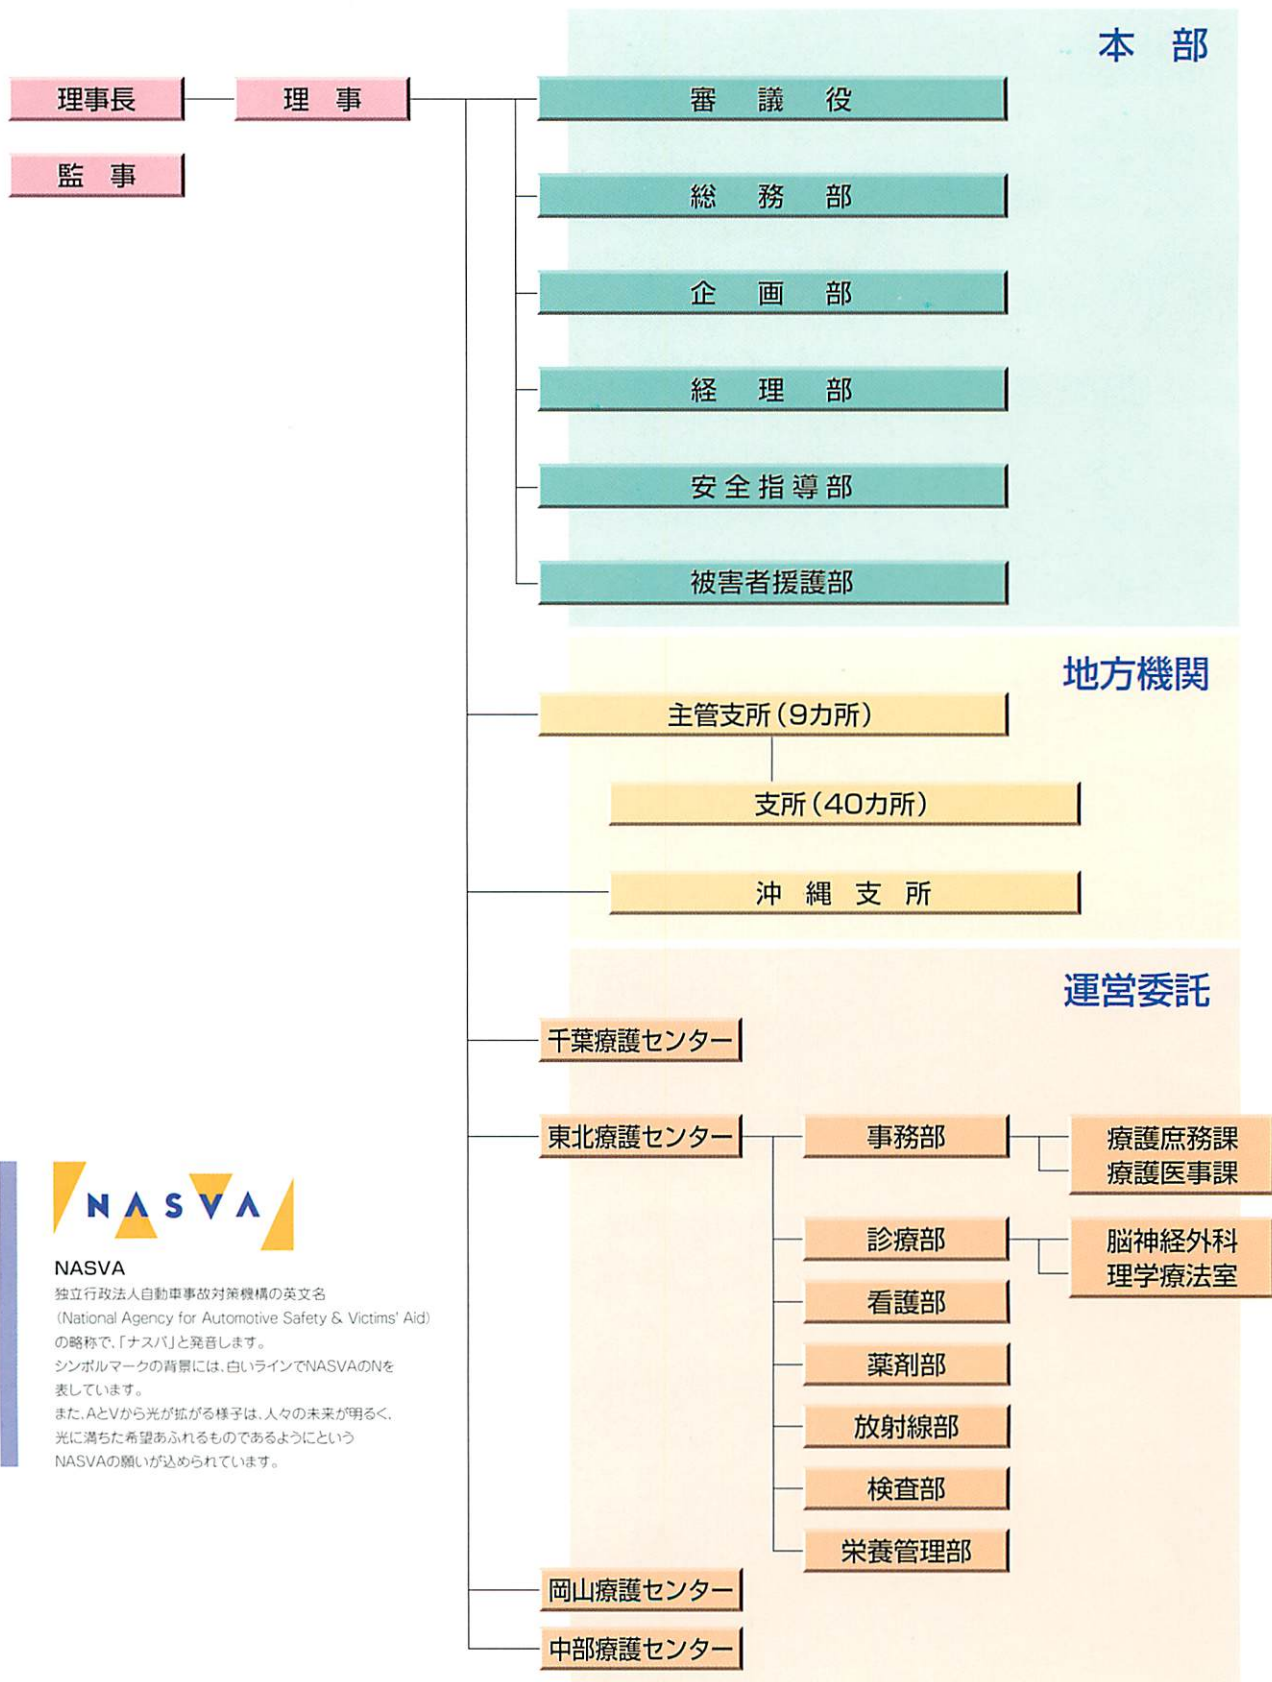 本 部
理事長
理 事
監 事
審 議 役
総 務 部
企 画 部
経 理 部
安全指導部
被害者援護部
地方機関
主管支所（9カ所）
支所（40カ所）
沖 縄 支 所
運営委託
千葉療護センター
東北療護センター
事務部
療護庶務課
療護医事課
診療部
脳神経外科
理学療法室
看護部
薬剤部
放射線部
検査部
栄養管理部
岡山療護センター
中部療護センター
NASVA
NASVA
独立行政法人自動車事故対策機構の英文名
（National Agency for Automotive Safety & Victims' Aid）
の略称で、「ナスバ」と発音します。
シンボルマークの背景には、白いラインでNASVAのNを
表しています。
また、AとVから光が拡がる様子は、人々の未来が明るく、
光に満ちた希望あふれるものであるようにという
NASVAの願いが込められています。